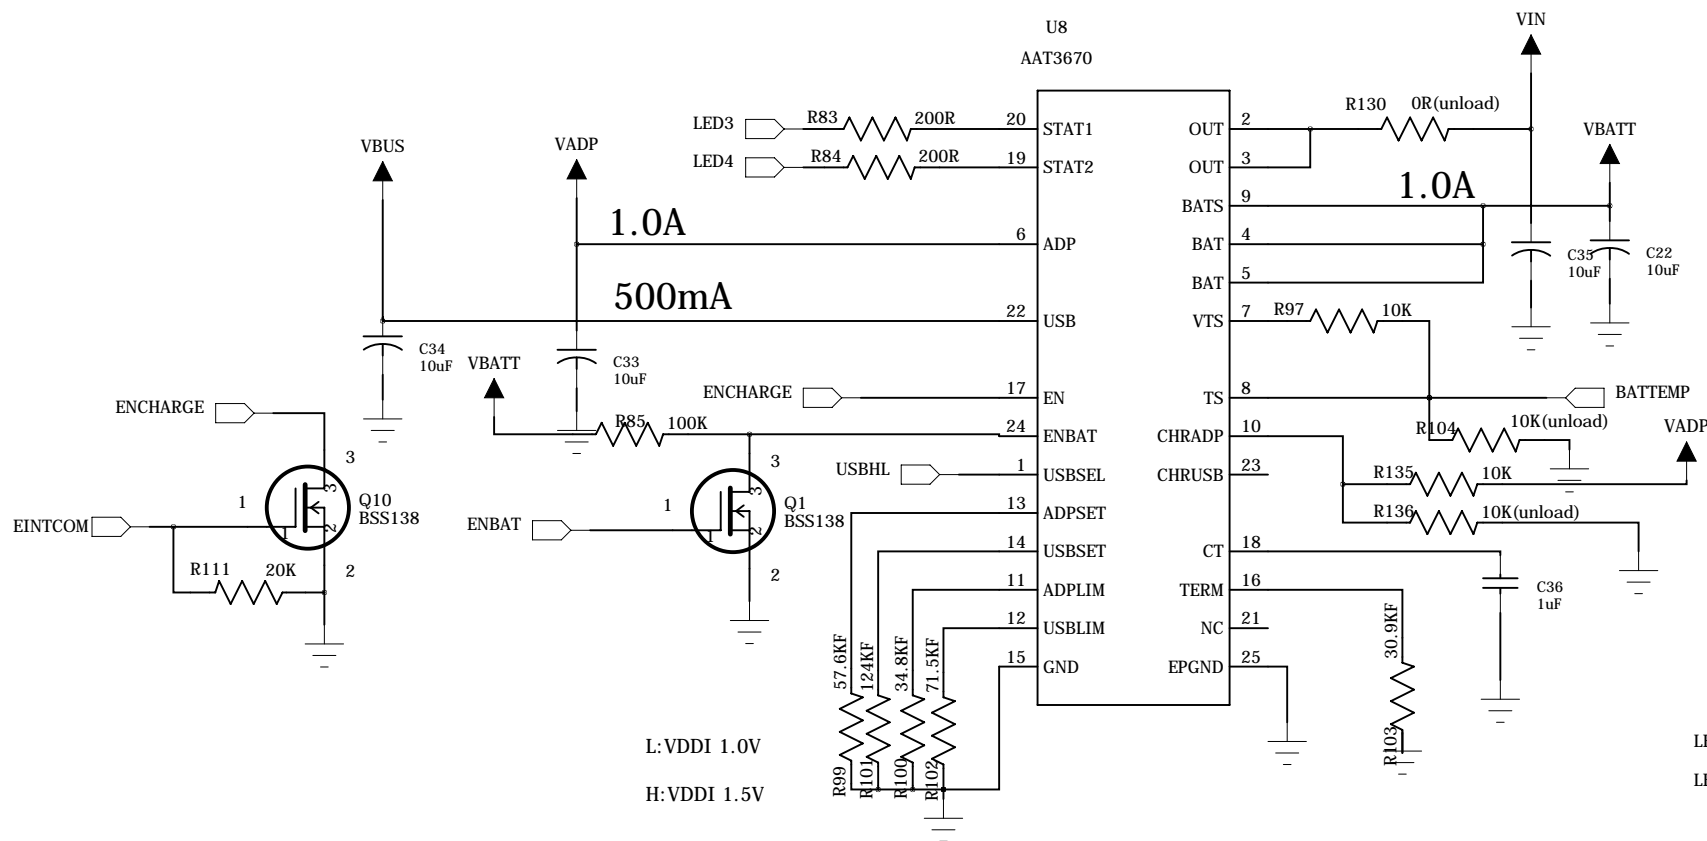 U8
AAT3670
VIN
VBUS
VADP
LED3
R83
200R
20
STAT1
LED4
R84
200R
19
STAT2
1.0A
6
ADP
500mA
22
USB
C34
10uF
C33
10uF
VBATT
R85
100K
ENCHARGE
17
EN
24
ENBAT
USBHL
1
USBSEL
13
ADPSET
14
USBSET
11
ADPLIM
12
USBLIM
15
GND
OUT
2
R130
0R(unload)
OUT
3
VBATT
BATS
9
1.0A
BAT
4
BAT
5
C35
10uF
C22
10uF
VTS
7
R97
10K
TS
8
BATTEMP
R104
10K(unload)
VADP
CHRADP
10
CHRUSB
23
R135
10K
R136
10K(unload)
CT
18
C36
1uF
TERM
16
NC
21
EPGND
25
30.9KF
R103
ENCHARGE
3
3
1
1
Q10
BSS138
2
2
EINTCOM
R111
20K
3
3
1
1
Q1
BSS138
2
2
ENBAT
57.6KF
124KF
34.8KF
71.5KF
R99
R101
R100
R102
L:VDDI 1.0V
H:VDDI 1.5V